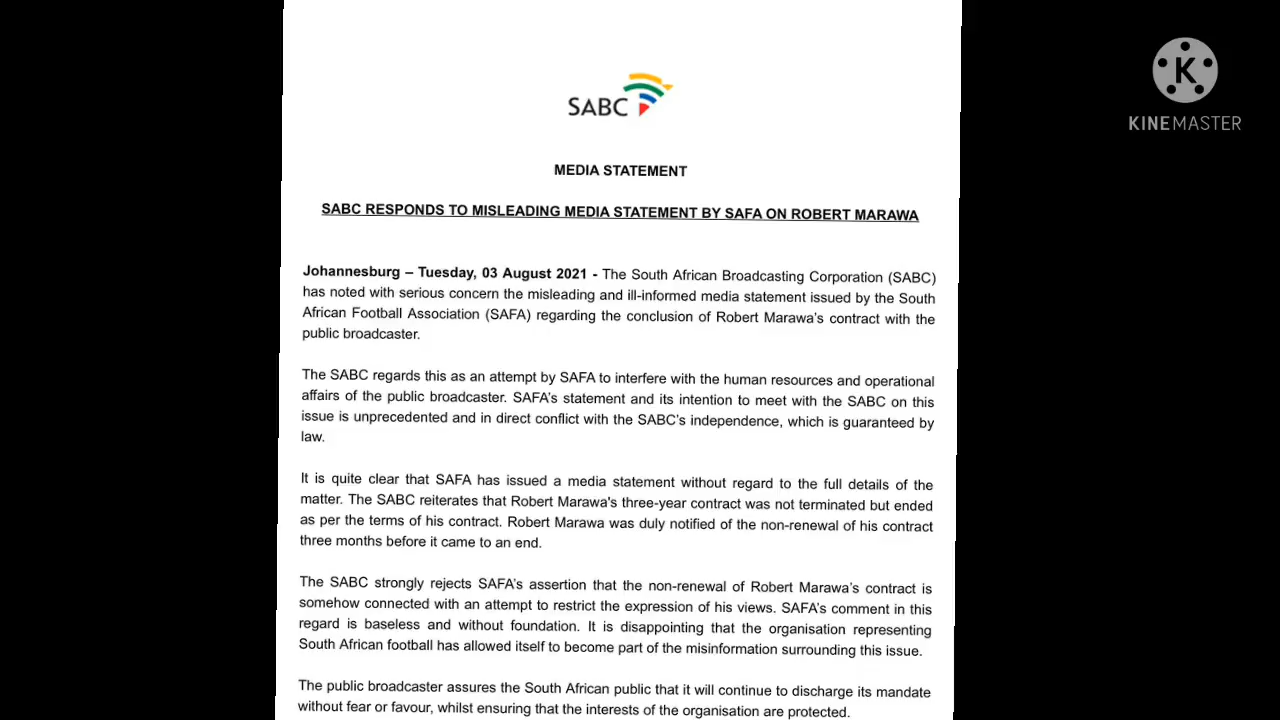 SABC
K
KINEMASTER
MEDIA STATEMENT
SABC RESPONDS TO MISLEADING MEDIA STATEMENT BY SAFA ON ROBERT MARAWA
Johannesburg – Tuesday, 03 August 2021 - The South African Broadcasting Corporation (SABC)
has noted with serious concern the misleading and ill-informed media statement issued by the South
African Football Association (SAFA) regarding the conclusion of Robert Marawa's contract with the
public broadcaster.
The SABC regards this as an attempt by SAFA to interfere with the human resources and operational
affairs of the public broadcaster. SAFA's statement and its intention to meet with the SABC on this
issue is unprecedented and in direct conflict with the SABC's independence, which is guaranteed by
law.
It is quite clear that SAFA has issued a media statement without regard to the full details of the
matter. The SABC reiterates that Robert Marawa's three-year contract was not terminated but ended
as per the terms of his contract. Robert Marawa was duly notified of the non-renewal of his contract
three months before it came to an end.
The SABC strongly rejects SAFA's assertion that the non-renewal of Robert Marawa's contract is
somehow connected with an attempt to restrict the expression of his views. SAFA's comment in this
regard is baseless and without foundation. It is disappointing that the organisation representing
South African football has allowed itself to become part of the misinformation surrounding this issue.
The public broadcaster assures the South African public that it will continue to discharge its mandate
without fear or favour, whilst ensuring that the interests of the organisation are protected.